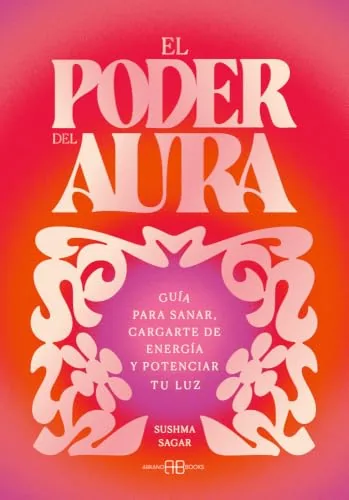 EL
PODER
DEL
AURA
GUÍA
PARA SANAR,
CARGARTE DE
ENERGÍA
Y POTENCIAR
TU LUZ
SUSHMA
SAGAR
ARKANO BOOKS